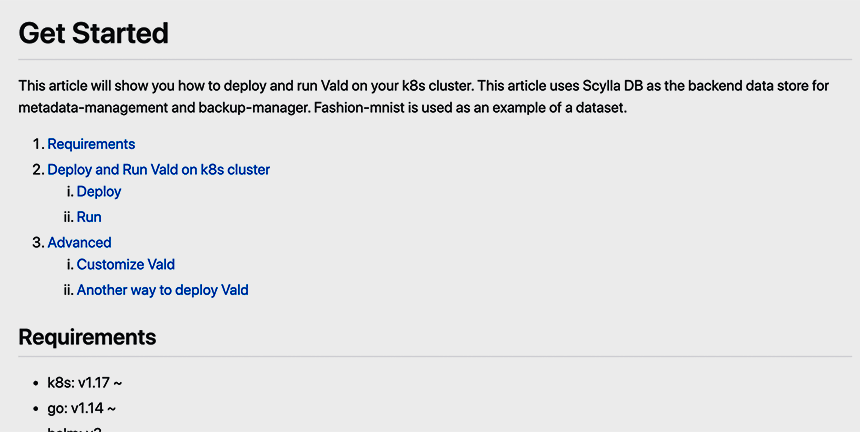 Get Started
This article will show you how to deploy and run Vald on your k8s cluster. This article uses Scylla DB as the backend data store for
metadata-management and backup-manager. Fashion-mnist is used as an example of a dataset.
1. Requirements
2. Deploy and Run Vald on k8s cluster
i. Deploy
ii. Run
3. Advanced
i. Customize Vald
ii. Another way to deploy Vald
Requirements
• k8s: v1.17 ~
• go: v1.14 ~